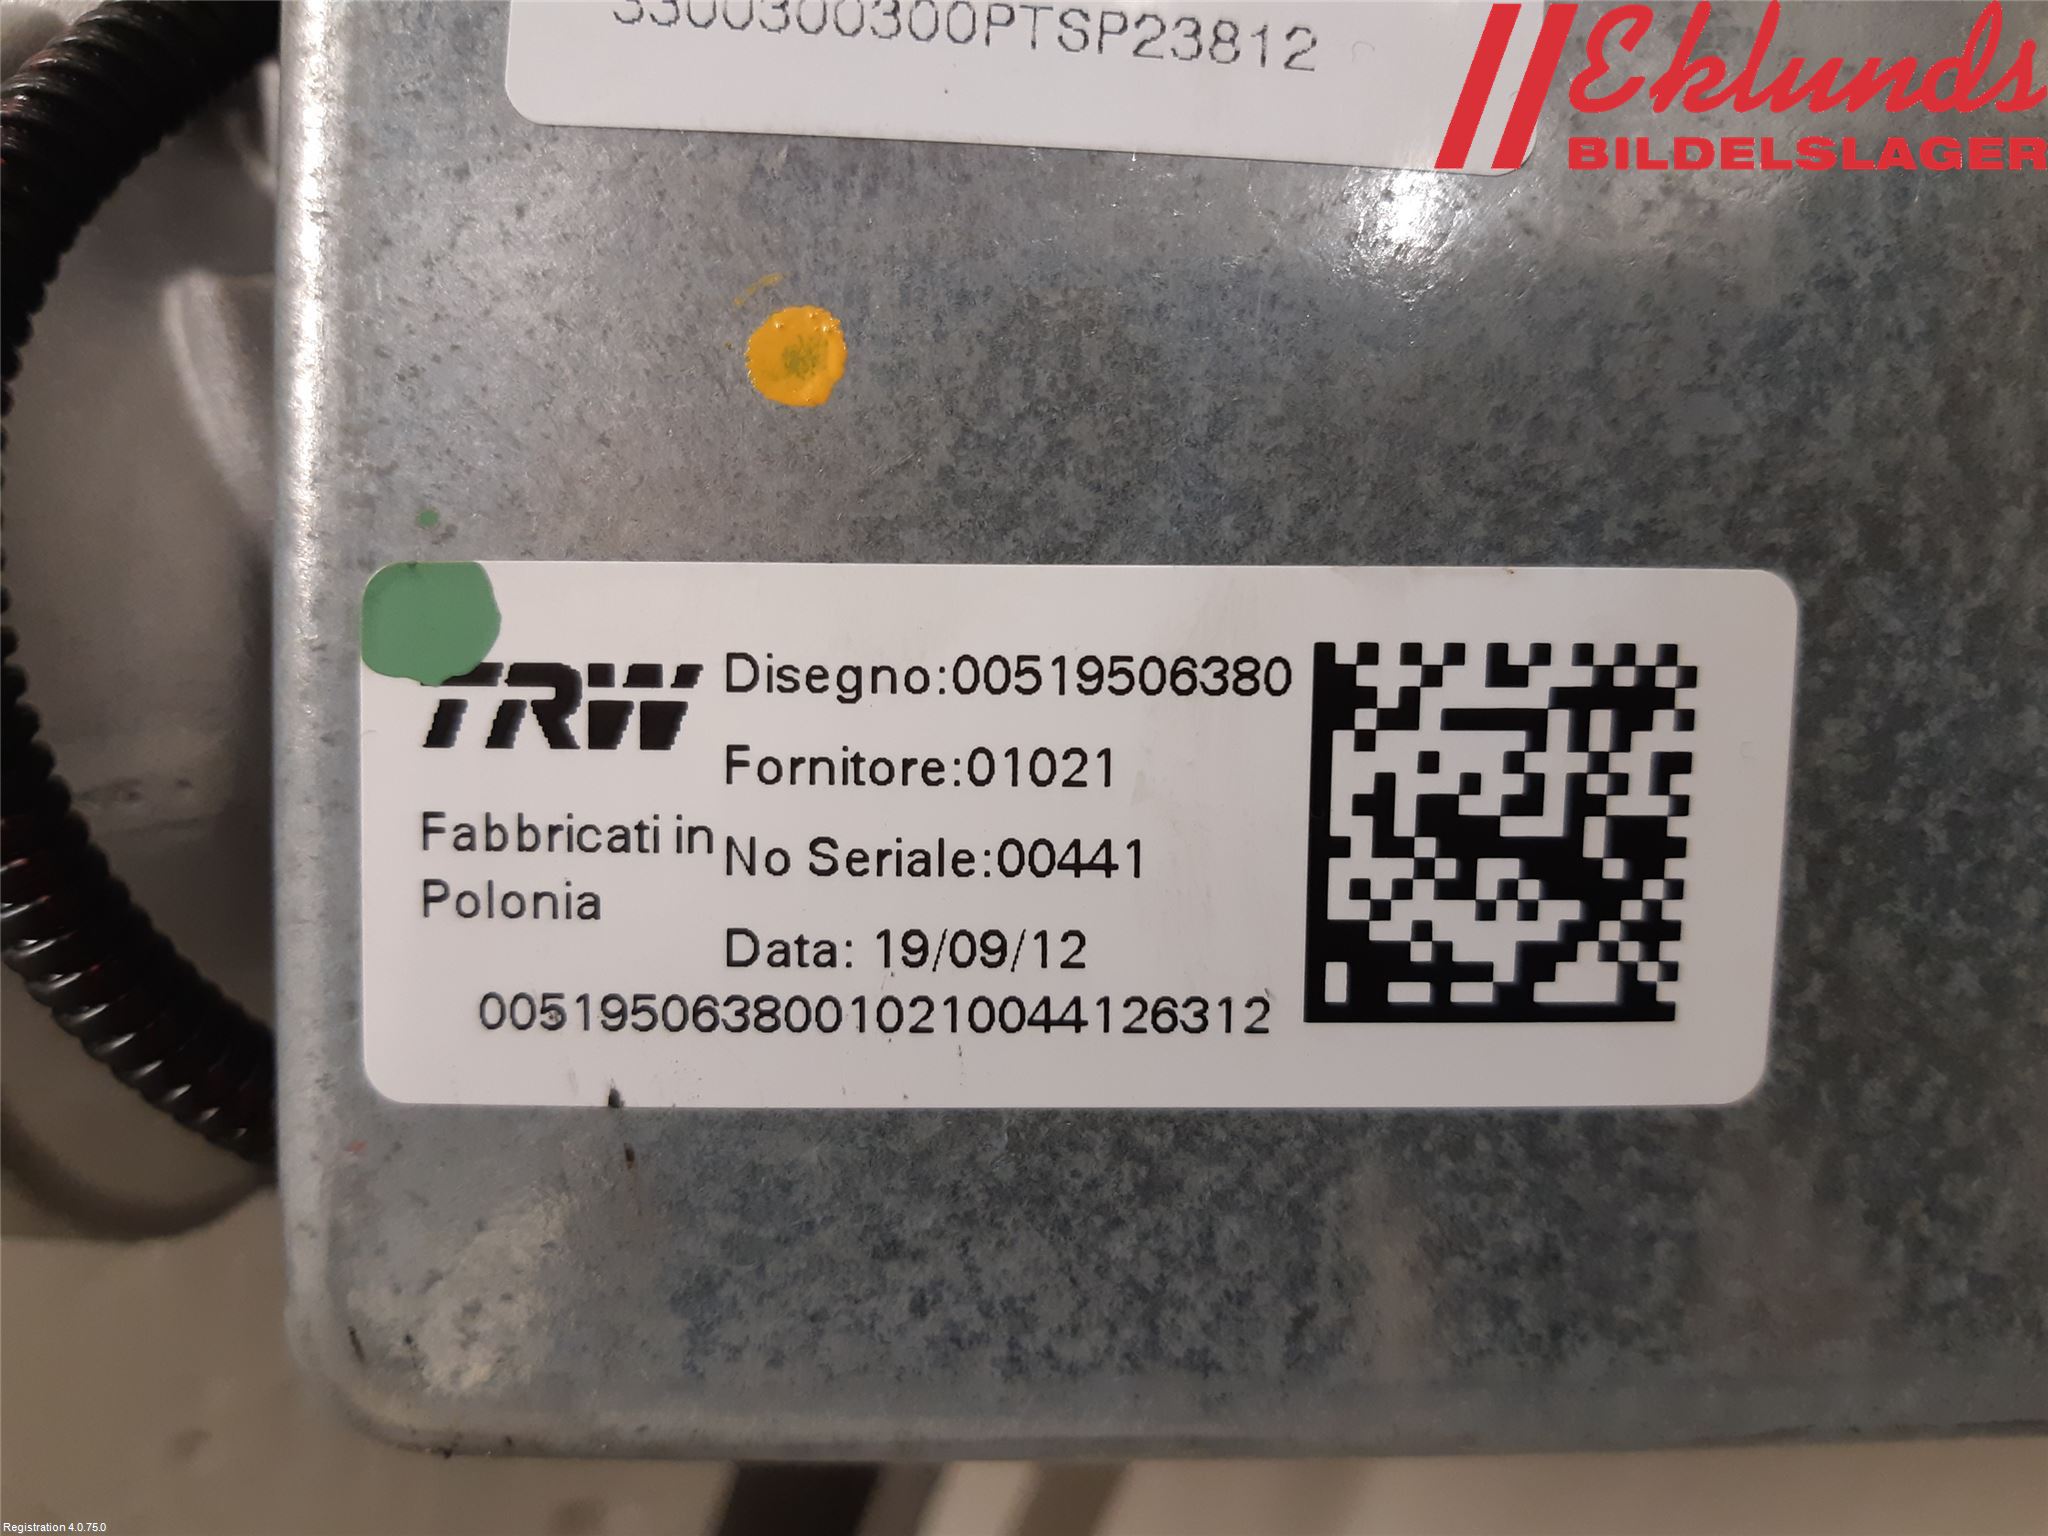 3300300300PTSP23812
Eklunds
BILDELSLAGER
TRW
Disegno:00519506380
Fornitore:01021
Fabbricati in
Polonia
No Seriale:00441
Data: 19/09/12
00519506380010210044126312
Registration 4.0.75.0